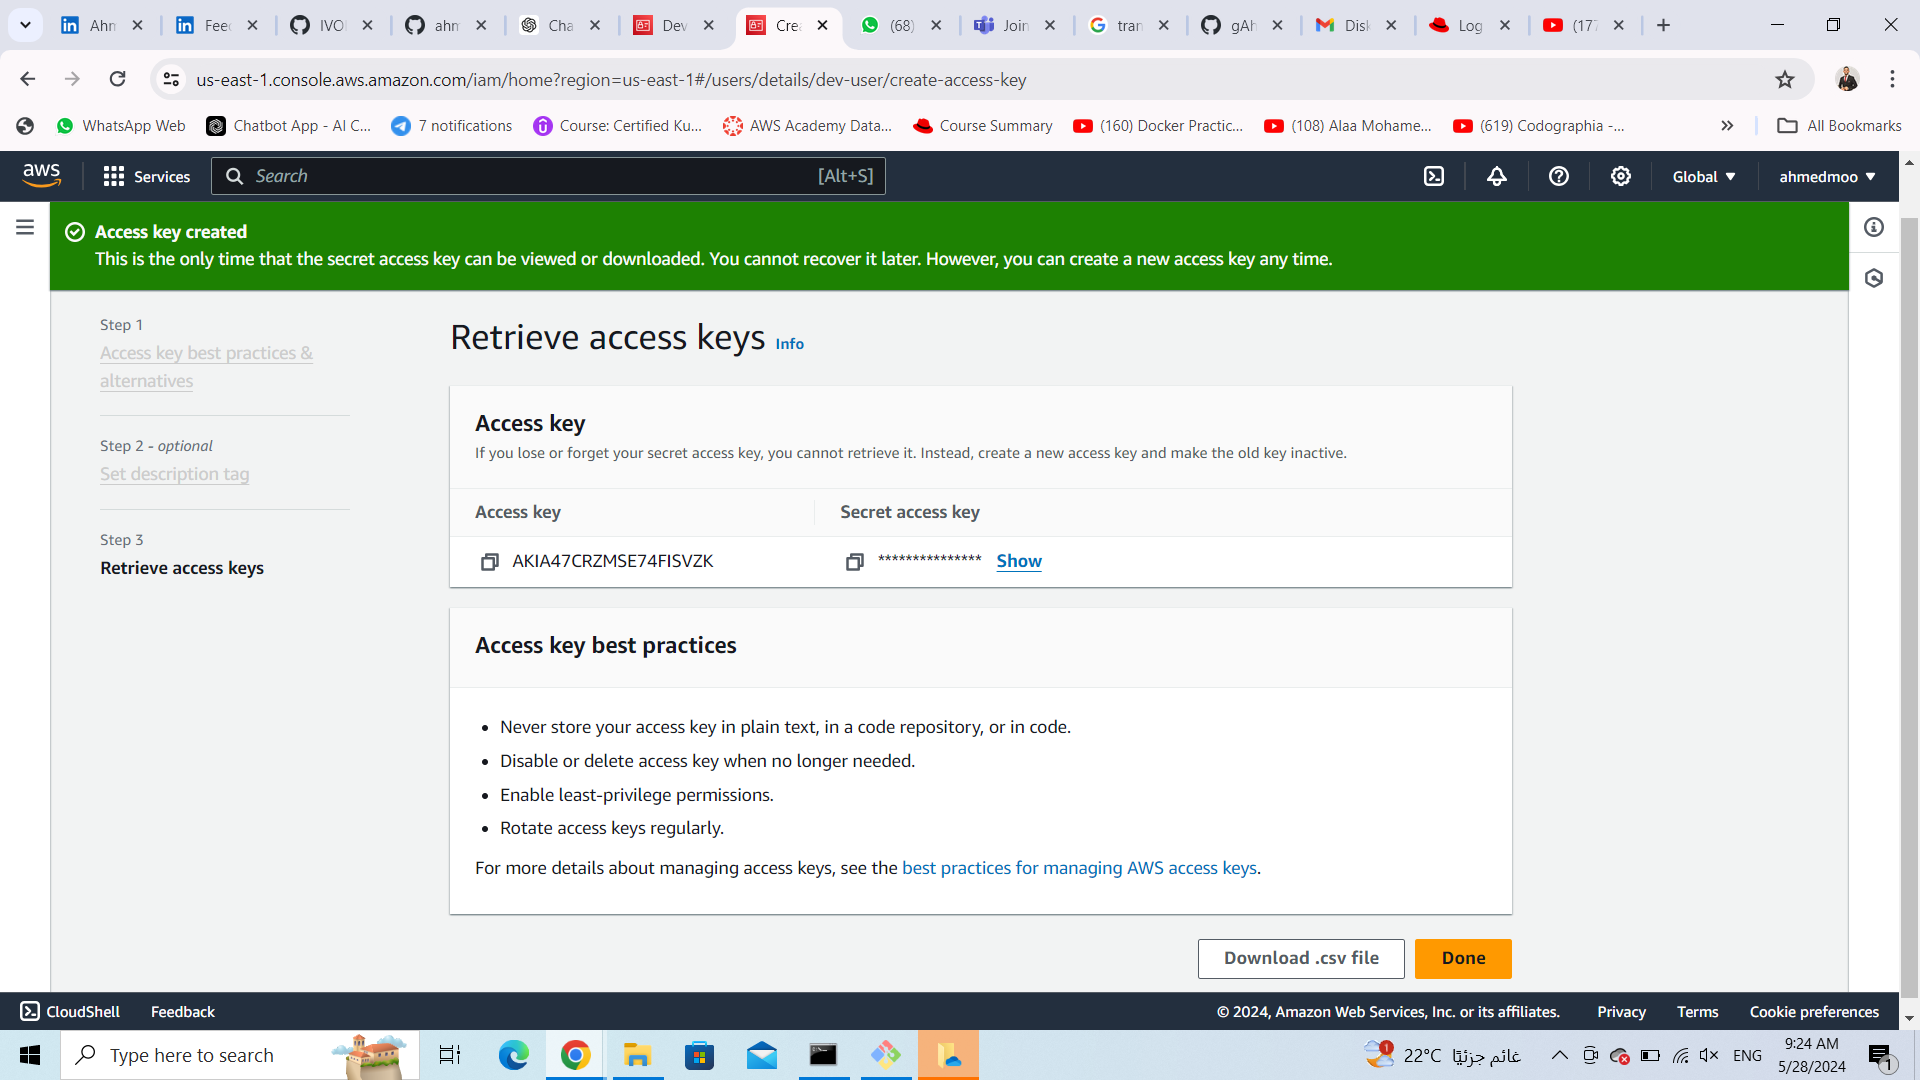 Ahn
Feed
IVOI
ahm
Cha
Dev
Crea
(68)
Join
tran
gAh
Disk
Log
(177
us-east-1.console.aws.amazon.com/iam/home?region=us-east-1#/users/details/dev-user/create-access-key
WhatsApp Web
Chatbot App - AI C...
7 notifications
Course: Certified Ku...
AWS Academy Data...
Course Summary
(160) Docker Practic...
(108) Alaa Mohame...
(619) Codographia -...
All Bookmarks
aws
Services
Search
[Alt+S]
Global
ahmedmoo
Access key created
This is the only time that the secret access key can be viewed or downloaded. You cannot recover it later. However, you can create a new access key any time.
Step 1
Access key best practices &
alternatives
Step 2 - optional
Set description tag
Step 3
Retrieve access keys
Retrieve access keys Info
Access key
If you lose or forget your secret access key, you cannot retrieve it. Instead, create a new access key and make the old key inactive.
Access key
Secret access key
AKIA47CRZMSE74FISVZK
*************** Show
Access key best practices
• Never store your access key in plain text, in a code repository, or in code.
• Disable or delete access key when no longer needed.
• Enable least-privilege permissions.
• Rotate access keys regularly.
For more details about managing access keys, see the best practices for managing AWS access keys.
Download .csv file
Done
CloudShell
Feedback
© 2024, Amazon Web Services, Inc. or its affiliates.
Privacy
Terms
Cookie preferences
Type here to search
1
22°C غائم جزئيًا
ENG
9:24 AM
5/28/2024
1